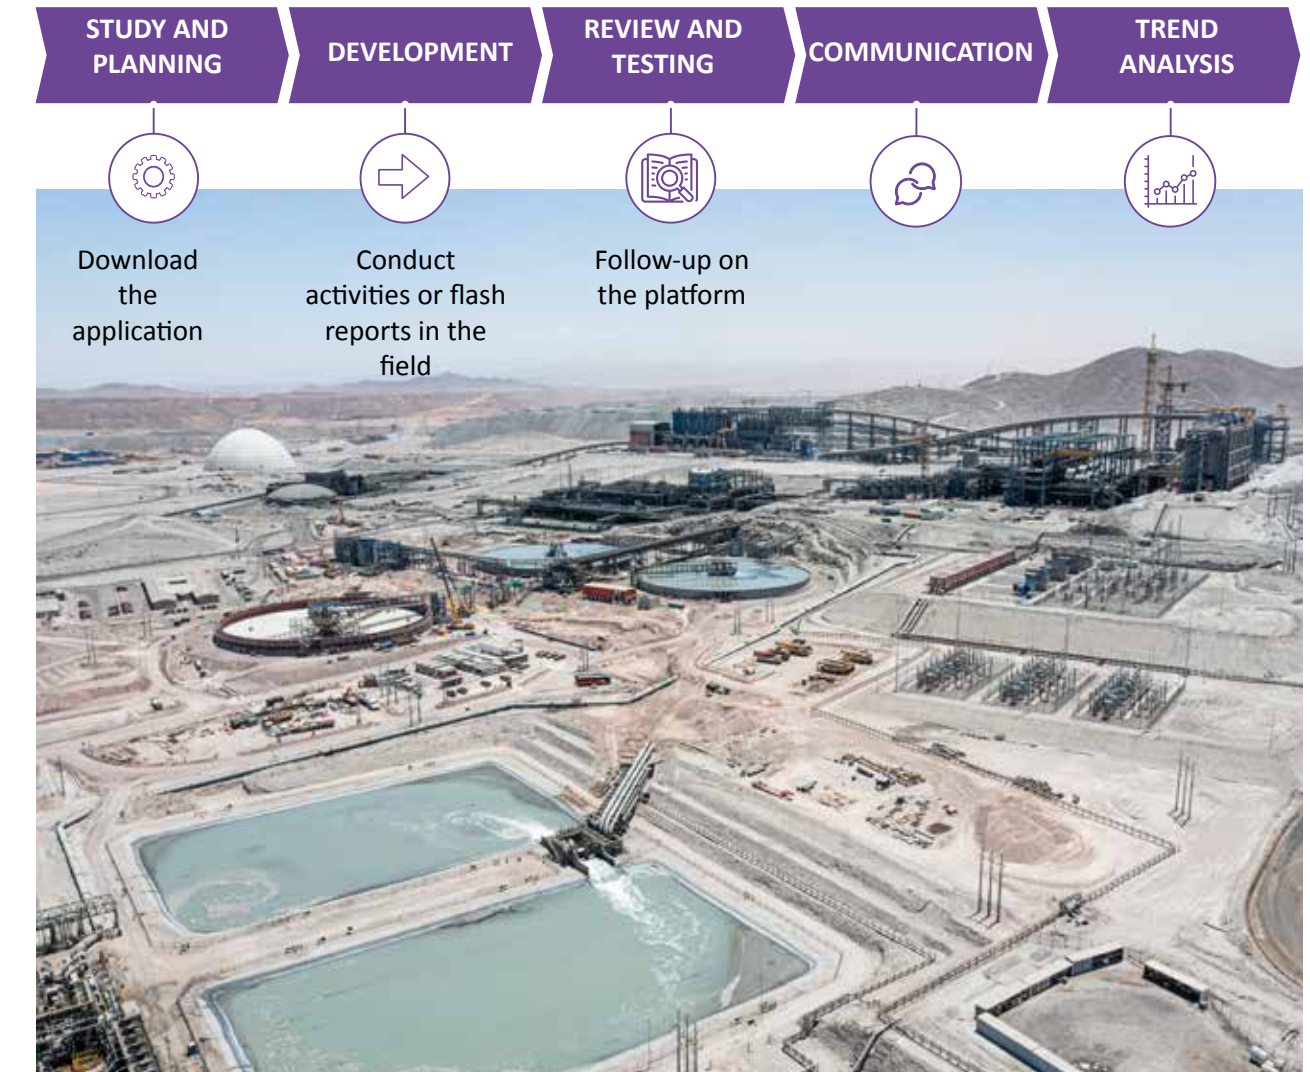 STUDY AND
PLANNING
DEVELOPMENT
REVIEW AND
TESTING
COMMUNICATION
TREND
ANALYSIS
Download
the
application
Conduct
activities or flash
reports in the
field
Follow-up on
the platform